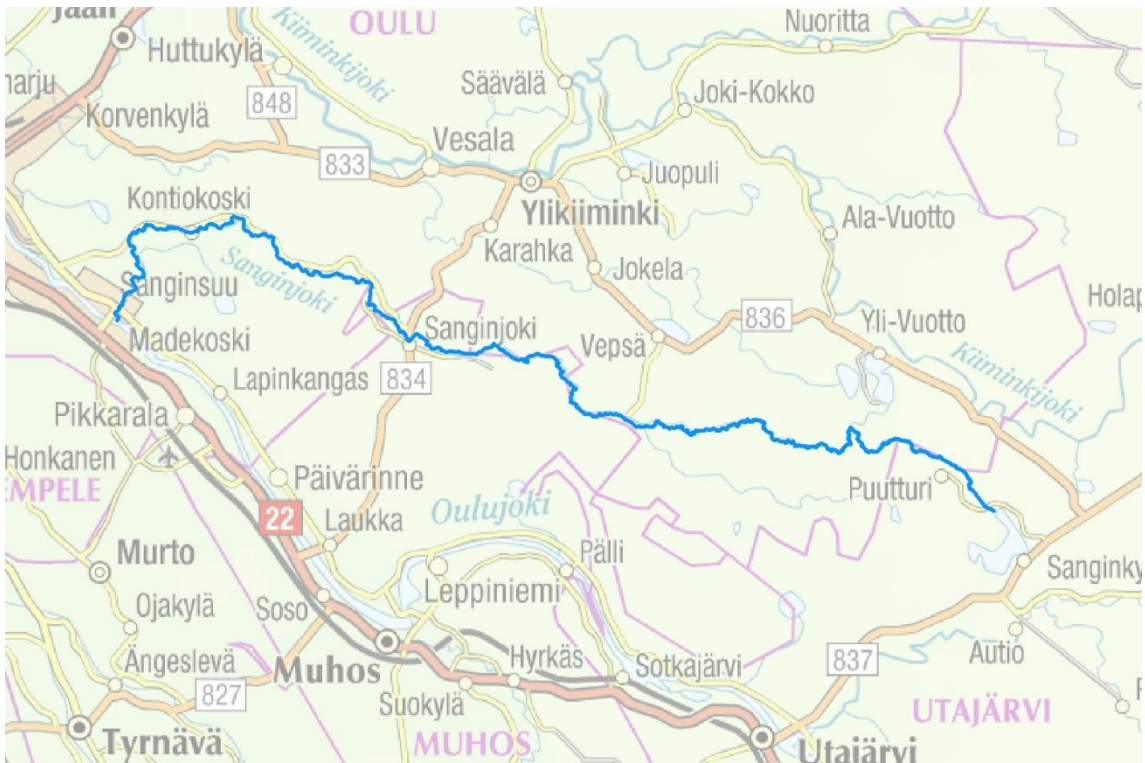 Jääli
OULU
Nuoritta
Huttukylä
Kiiminkijoki
Säävälä
harju
Joki-Kokko
848
Korvenkylä
Vesala
833
Juopuli
Kontiokoski
Ylikiiminki
Ala-Vuotto
Karahka
Sanginjoki
Jokela
Sanginsuu
Holap
836
Yli-Vuotto
Sanginjoki
Vepsä
Madekoski
Kiiminkijoki
834
Lapinkangas
Pikkarala
Honkanen
Päivärinne
Puutturi
EMPELE
Oulujoki
22
Laukka
Murto
Pälli
Sanginky
Leppiniemi
Soso
Ojakylä
Autio
Muhos
Hyrkäs
Sotkajärvi
837
Ängeslevä
827
Suokylä
UTAJÄRVI
Tyrnävä
MUHOS
Utajärvi